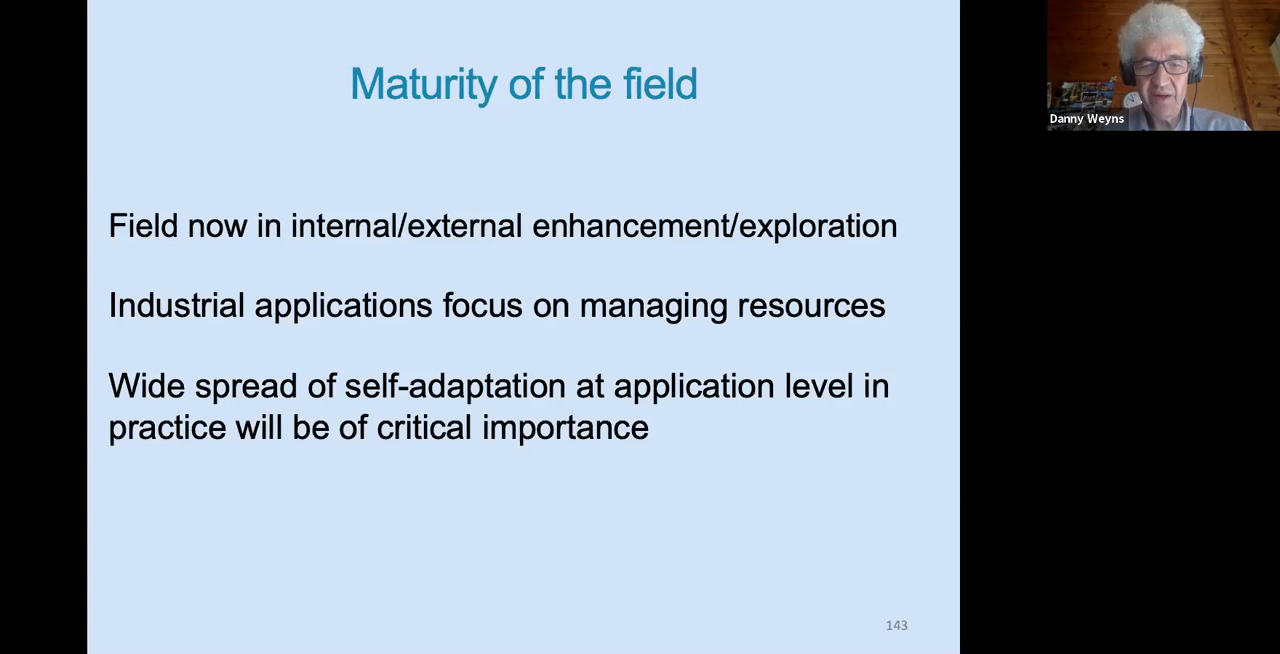 Maturity of the field
Danny Weyns
Field now in internal/external enhancement/exploration
Industrial applications focus on managing resources
Wide spread of self-adaptation at application level in
practice will be of critical importance
143